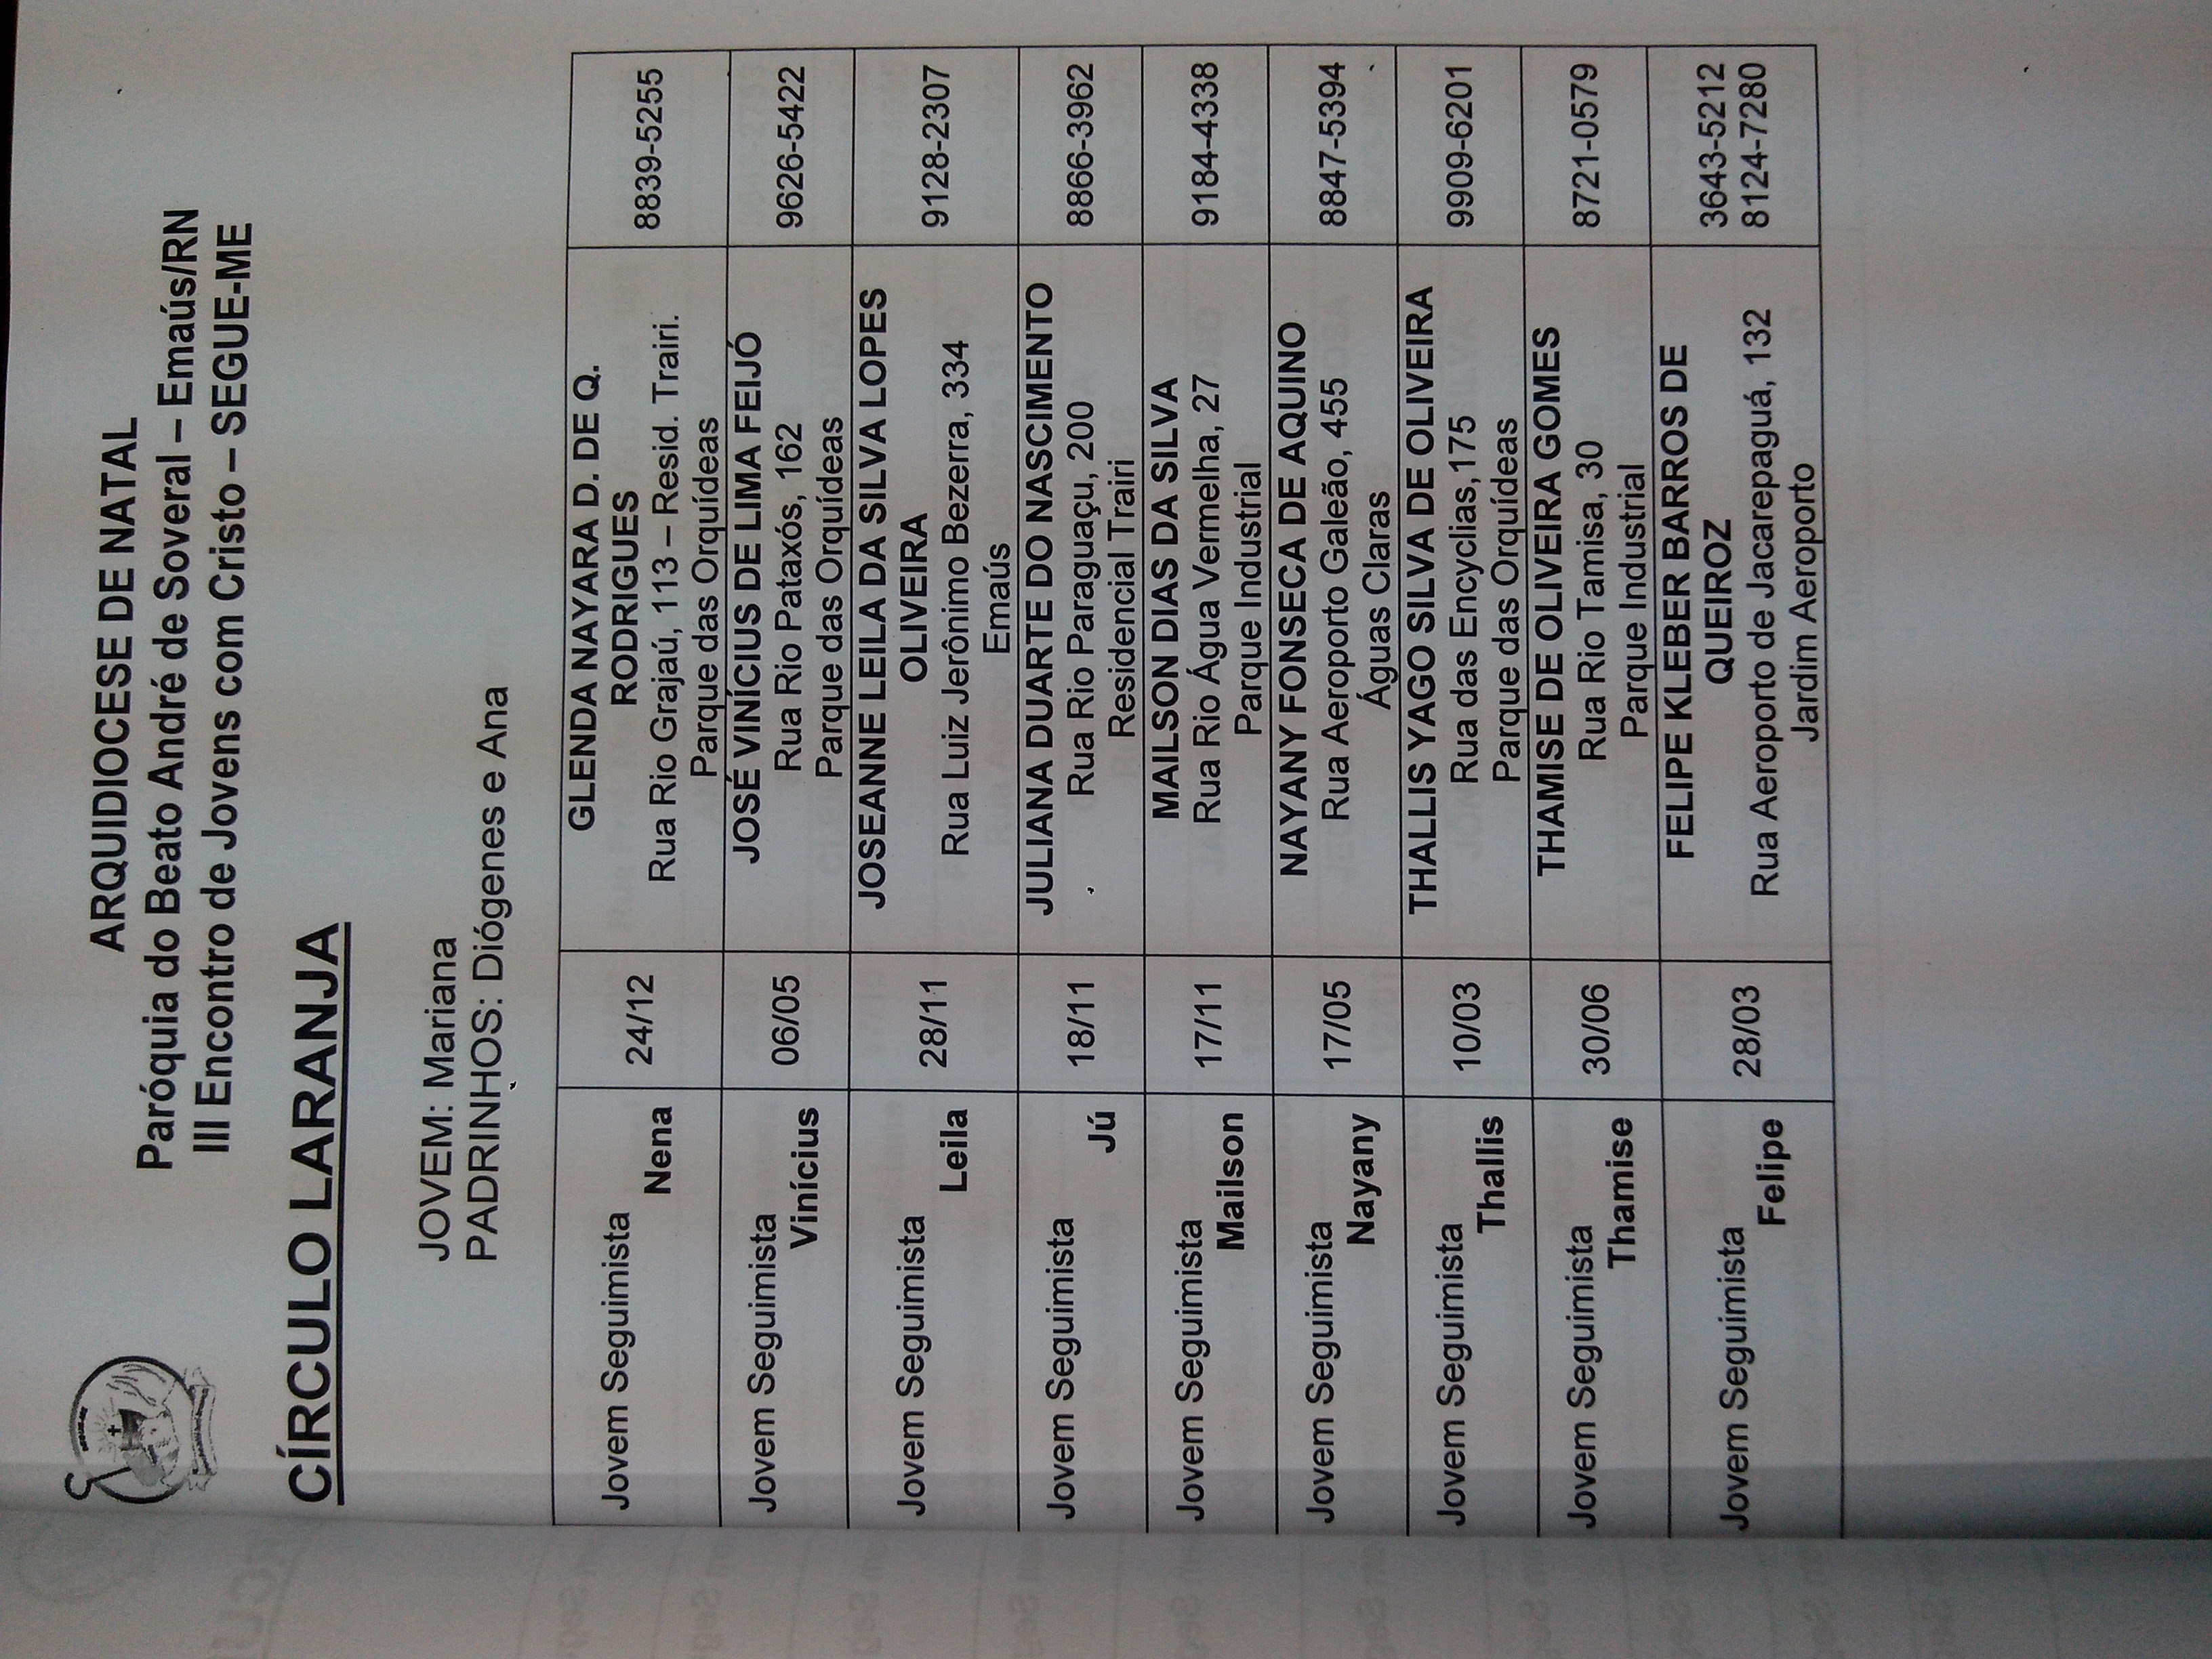 ARQUIDIOCESE DE NATAL
Paróquia do Beato André de Soveral – Emaús/RN
III Encontro de Jovens com Cristo – SEGUE-ME
CÍRCULO LARANJA
JOVEM: Mariana
PADRINHOS: Diógenes e Ana
Jovem Seguimista
Nena
24/12
GLENDA NAYARA D. DE Q.
RODRIGUES
Rua Rio Grajaú, 113 – Resid. Trairi.
Parque das Orquídeas
8839-5255
Jovem Seguimista
Vinícius
06/05
JOSÉ VINÍCIUS DE LIMA FEIJÓ
Rua Rio Pataxós, 162
Parque das Orquídeas
9626-5422
Jovem Seguimista
Leila
28/11
JOSEANNE LEILA DA SILVA LOPES
OLIVEIRA
Rua Luiz Jerônimo Bezerra, 334
Emaús
9128-2307
Jovem Seguimista
Jú
18/11
JULIANA DUARTE DO NASCIMENTO
Rua Rio Paraguaçu, 200
Residencial Trairi
8866-3962
Jovem Seguimista
Mailson
17/11
MAILSON DIAS DA SILVA
Rua Rio Água Vermelha, 27
Parque Industrial
9184-4338
Jovem Seguimista
Nayany
17/05
NAYANY FONSECA DE AQUINO
Rua Aeroporto Galeão, 455
Águas Claras
8847-5394
Jovem Seguimista
Thallis
10/03
THALLIS YAGO SILVA DE OLIVEIRA
Rua das Encyclias,175
Parque das Orquídeas
9909-6201
Jovem Seguimista
Thamise
30/06
THAMISE DE OLIVEIRA GOMES
Rua Rio Tamisa, 30
Parque Industrial
8721-0579
Jovem Seguimista
Felipe
28/03
FELIPE KLEBER BARROS DE
QUEIROZ
Rua Aeroporto de Jacarepaguá, 132
Jardim Aeroporto
3643-5212
8124-7280